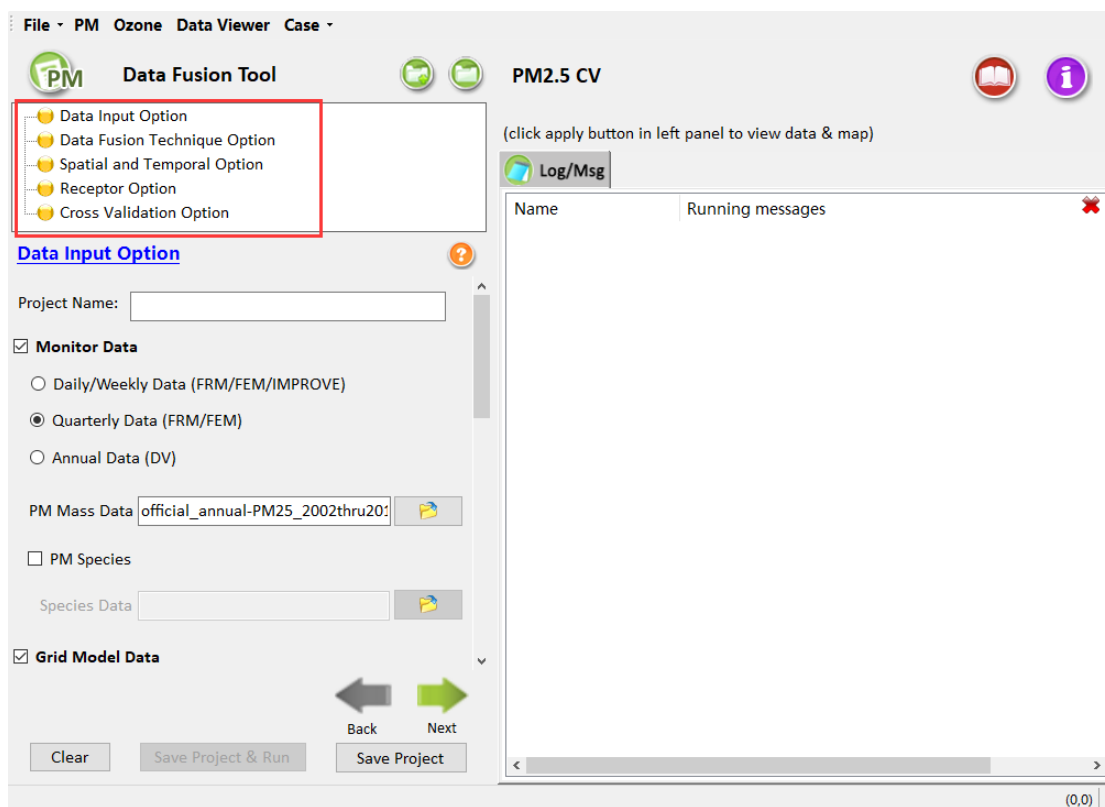 File PM Ozone Data Viewer Case
PM Data Fusion Tool
Data Input Option
Data Fusion Technique Option
Spatial and Temporal Option
Receptor Option
Cross Validation Option
Data Input Option ?
Project Name:
Monitor Data
Daily/Weekly Data (FRM/FEM/IMPROVE)
Quarterly Data (FRM/FEM)
Annual Data (DV)
PM Mass Data official_annual-PM25_2002thru201
PM Species
Species Data
Grid Model Data
Back Next
Clear Save Project & Run Save Project
PM2.5 CV i
(click apply button in left panel to view data & map)
Log/Msg
Name Running messages
(0,0)